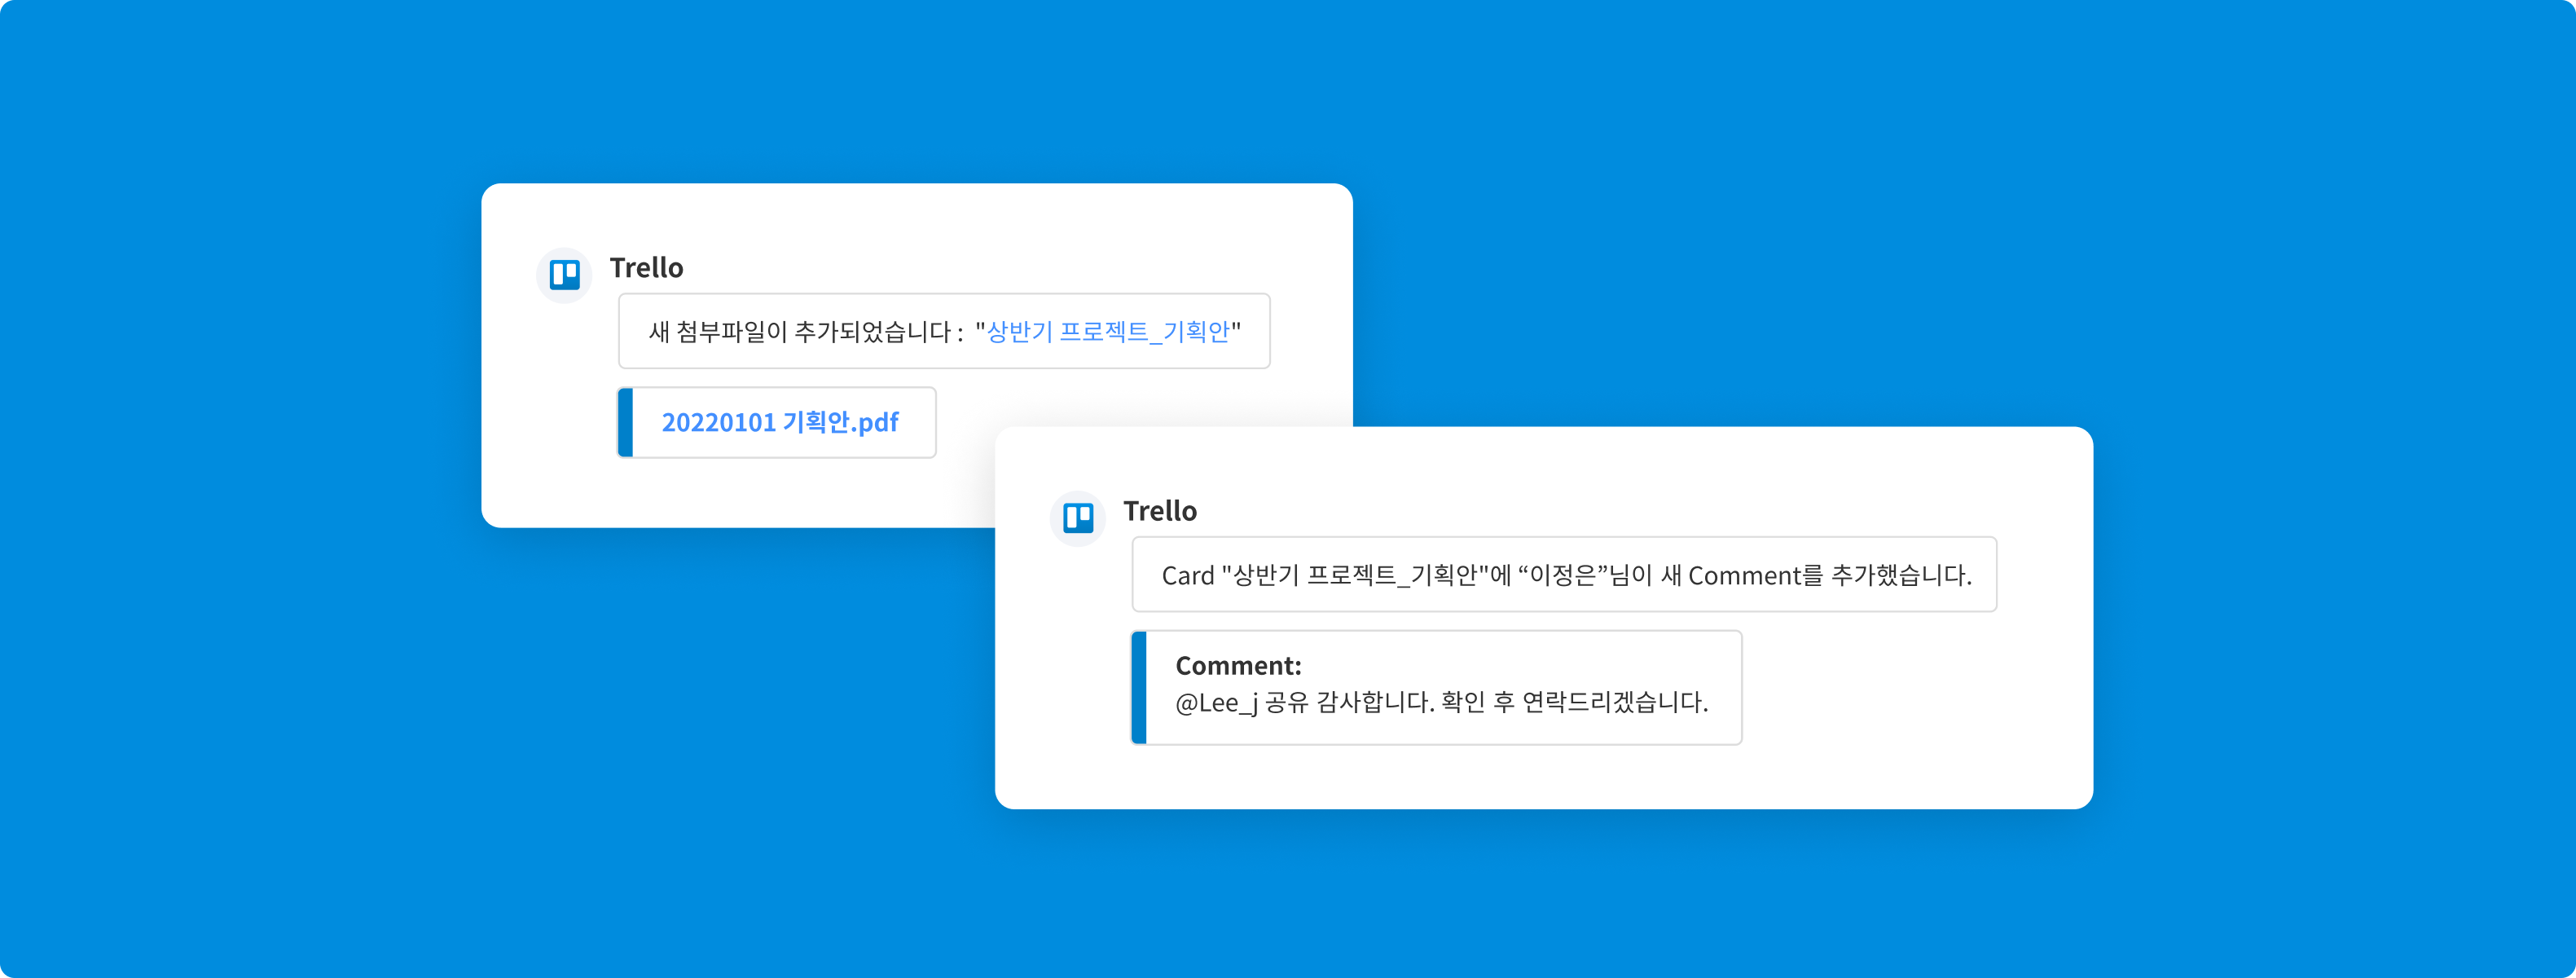 Trello
새 첨부파일이 추가되었습니다 : "상반기 프로젝트_기획안"
20220101 기획안.pdf
Trello
Card "상반기 프로젝트_기획안"에 “이정은”님이 새 Comment를 추가했습니다.
Comment:
@Lee_j 공유 감사합니다. 확인 후 연락드리겠습니다.